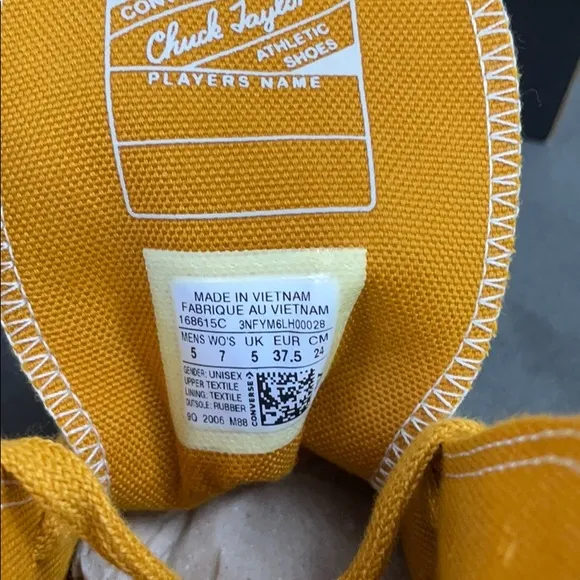 Chuck Taylor
ATHLETIC
SHOES
PLAYERS NAME
MADE IN VIETNAM
FABRIQUE AU VIETNAM
168615C 3NFYM6LH00028
MENS WO'S UK EUR CM
5 7 5 37.5 24
GENDER: UNISEX
UPPER: TEXTILE
LINING: TEXTILE
OUTSOLE: RUBBER
CONVERSE
9Q 2006 M88